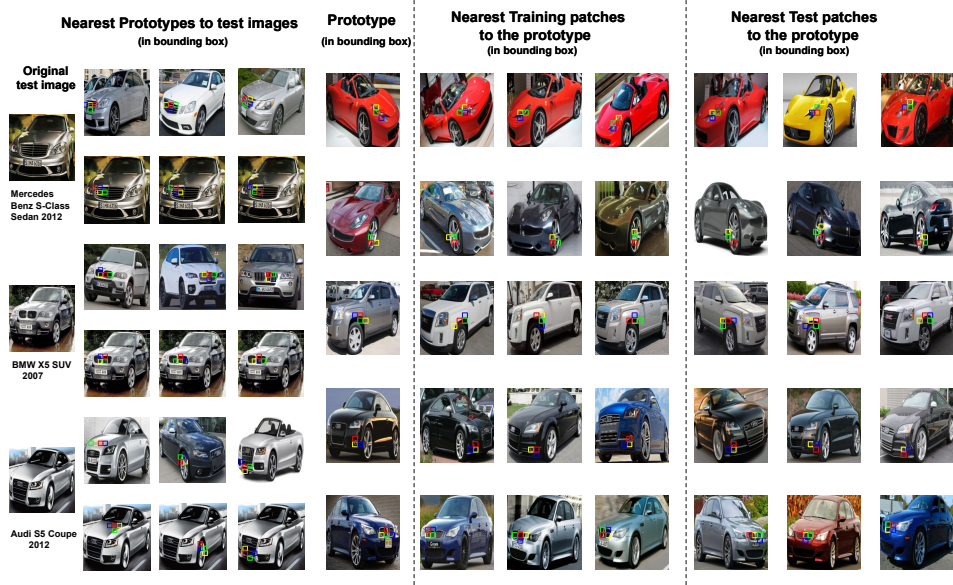 Nearest Prototypes to test images
(in bounding box)
Prototype
(in bounding box)
Nearest Training patches
to the prototype
(in bounding box)
Nearest Test patches
to the prototype
(in bounding box)
Original
test image
Mercedes
Benz S-Class
Sedan 2012
BMW X5 SUV
2007
Audi S5 Coupe
2012